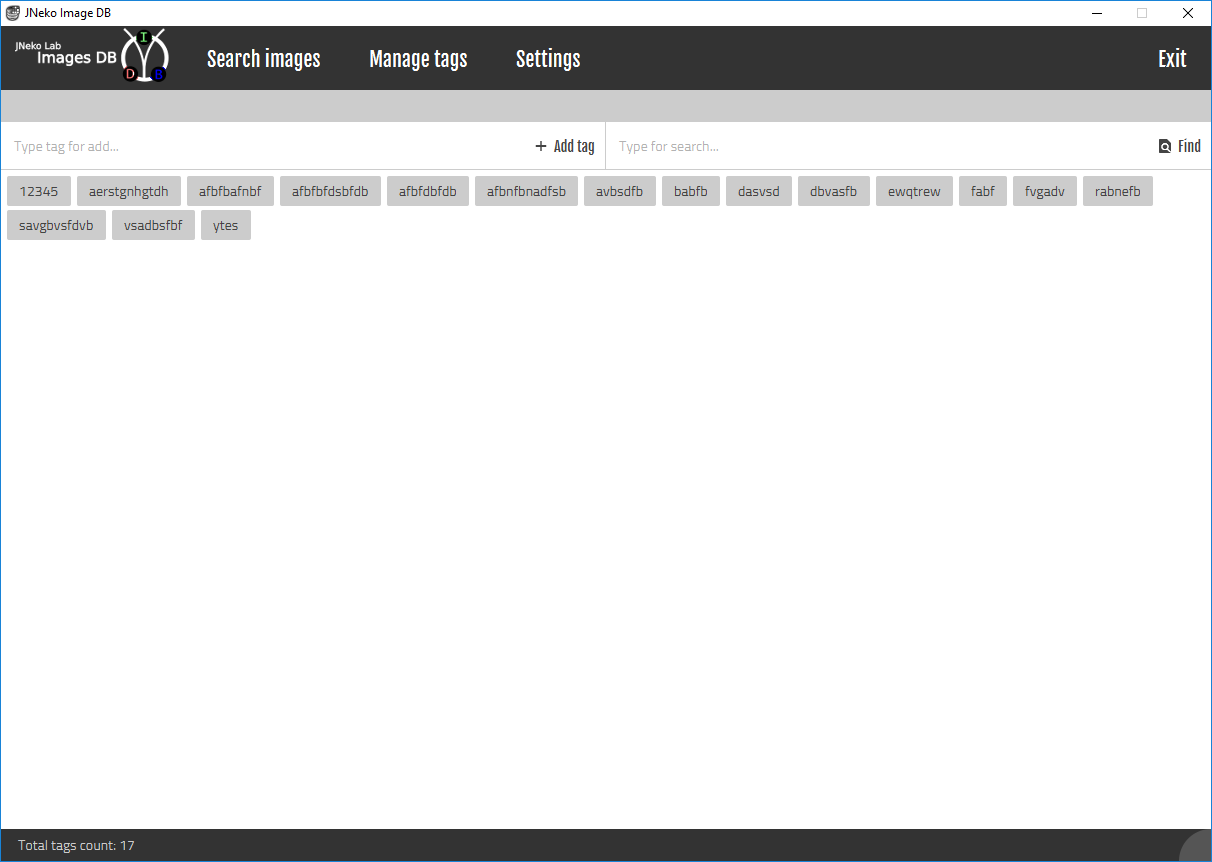 JNeko Image DB
JNeko Lab
Images DB
I
D B
Search images Manage tags Settings Exit
Type tag for add... + Add tag Type for search... Find
12345 aerstgnhgtdh afbfbafnbf afbfbfdsbfdb afbfdbfdb afbnfbnadfsb avbsdfb babfb dasvsd dbvasfb ewqtrew fabf fvgadv rabnefb
savgbvsfdvb vsadbsfbf ytes
Total tags count: 17